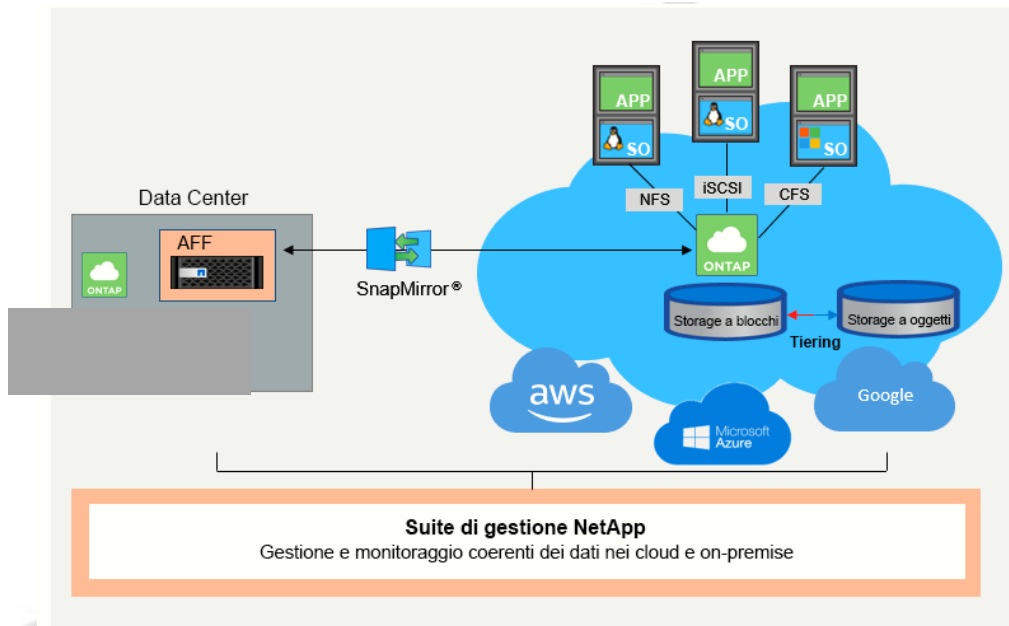 APP
SO
APP
SO
APP
SO
NFS
iSCSI
CFS
Data Center
AFF
ONTAP
SnapMirror®
ONTAP
Storage a blocchi
Storage a oggetti
Tiering
aws
Microsoft
Azure
Google
Suite di gestione NetApp
Gestione e monitoraggio coerenti dei dati nei cloud e on-premise